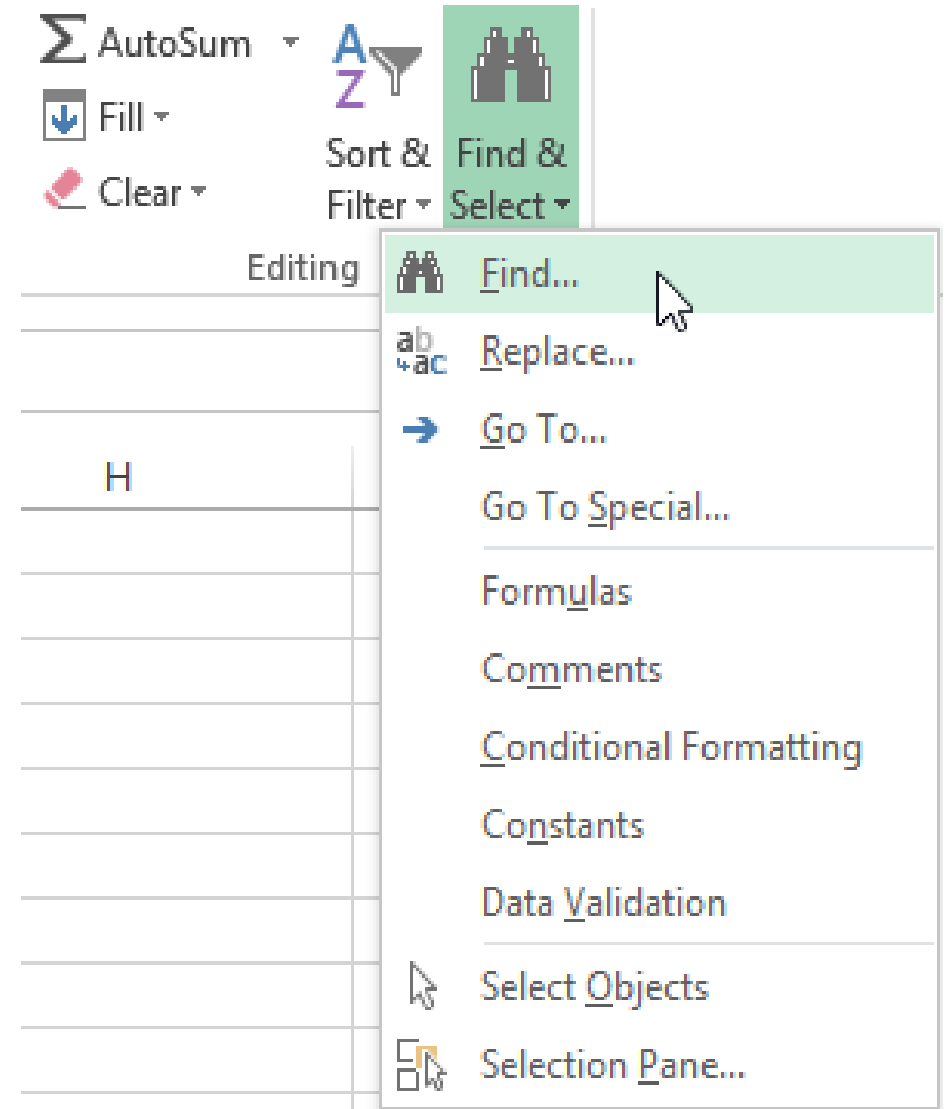 AutoSum
Fill
Clear
Sort &
Filter
Find &
Select
Editing
Find...
Replace...
Go To...
Go To Special...
Formulas
Comments
Conditional Formatting
Constants
Data Validation
Select Objects
Selection Pane...
H